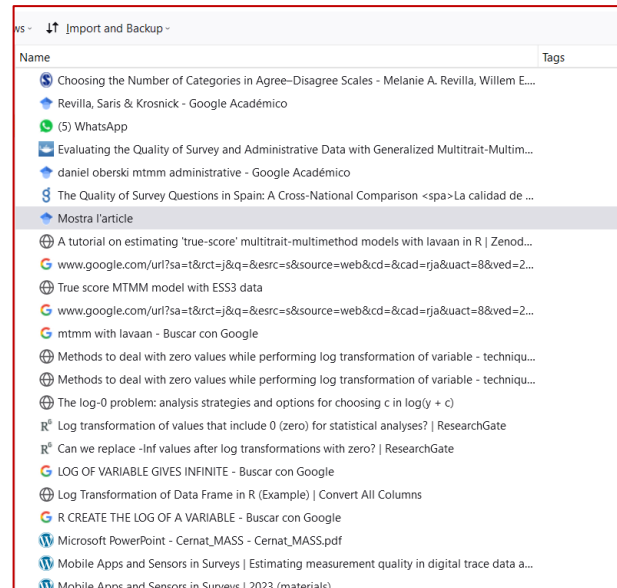 ws
Import and Backup
Name
Tags
Choosing the Number of Categories in Agree–Disagree Scales - Melanie A. Revilla, Willem E....
Revilla, Saris & Krosnick - Google Académico
(5) WhatsApp
Evaluating the Quality of Survey and Administrative Data with Generalized Multitrait-Multim...
daniel oberski mtmm administrative - Google Académico
The Quality of Survey Questions in Spain: A Cross-National Comparison <spa>La calidad de ...
Mostra l'article
A tutorial on estimating 'true-score' multitrait-multimethod models with lavaan in R | Zenod...
www.google.com/url?sa=t&rct=j&q=&esrc=s&source=web&cd=&cad=rja&uact=8&ved=2...
True score MTMM model with ESS3 data
www.google.com/url?sa=t&rct=j&q=&esrc=s&source=web&cd=&cad=rja&uact=8&ved=2...
mtmm with lavaan - Buscar con Google
Methods to deal with zero values while performing log transformation of variable - techniqu...
Methods to deal with zero values while performing log transformation of variable - techniqu...
The log-0 problem: analysis strategies and options for choosing c in log(y + c)
Log transformation of values that include 0 (zero) for statistical analyses? | ResearchGate
Can we replace -Inf values after log transformations with zero? | ResearchGate
LOG OF VARIABLE GIVES INFINITE - Buscar con Google
Log Transformation of Data Frame in R (Example) | Convert All Columns
R CREATE THE LOG OF A VARIABLE - Buscar con Google
Microsoft PowerPoint - Cernat_MASS - Cernat_MASS.pdf
Mobile Apps and Sensors in Surveys | Estimating measurement quality in digital trace data a...
Mobile Apps and Sensors in Surveys | 2023 (materials)